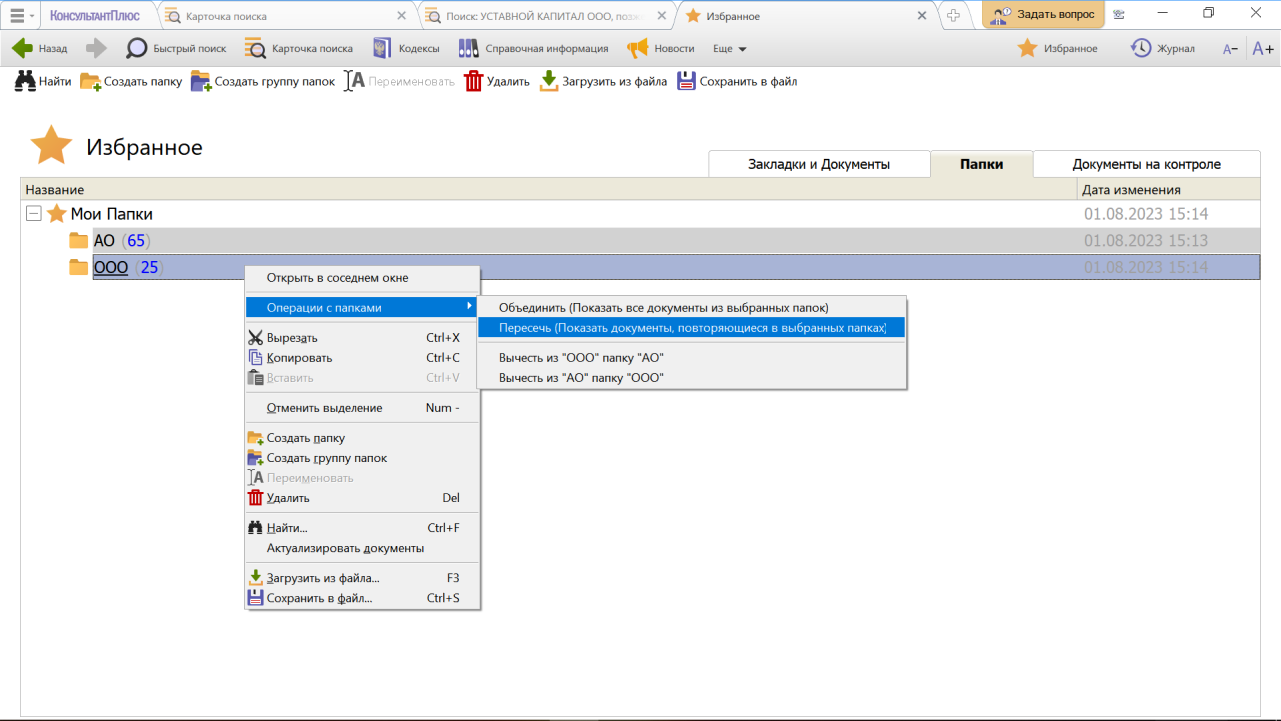 КонсультантПлюс Карточка поиска Поиск: УСТАВНОЙ КАПИТАЛ ООО, позже Избранное Задать вопрос
Назад Быстрый поиск Карточка поиска Кодексы Справочная информация Новости Еще Избранное Журнал A− A+
Найти Создать папку Создать группу папок Переименовать Удалить Загрузить из файла Сохранить в файл
Избранное
Закладки и Документы Папки Документы на контроле
Название Дата изменения
Мои Папки 01.08.2023 15:14
АО (65) 01.08.2023 15:13
ООО (25) 01.08.2023 15:14
Открыть в соседнем окне
Операции с папками
Вырезать Ctrl+X
Копировать Ctrl+C
Вставить Ctrl+V
Отменить выделение Num -
Создать папку
Создать группу папок
Переименовать
Удалить Del
Найти... Ctrl+F
Актуализировать документы
Загрузить из файла... F3
Сохранить в файл... Ctrl+S
Объединить (Показать все документы из выбранных папок)
Пересечь (Показать документы, повторяющиеся в выбранных папках)
Вычесть из "ООО" папку "АО"
Вычесть из "АО" папку "ООО"